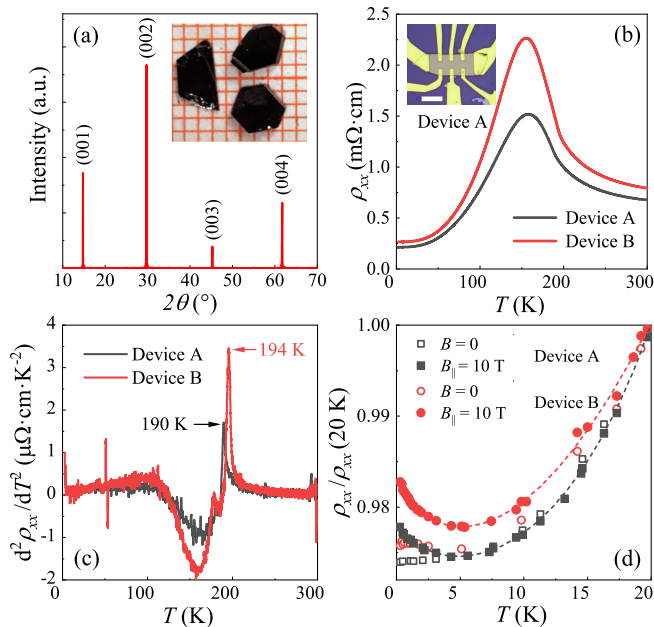 (a)
(001)
(002)
(003)
(004)
Intensity (a.u.)
10 20 30 40 50 60 70
2θ (°)
(b)
Device A
Device A
Device B
ρxx (mΩ·cm)
2.5
2.0
1.5
1.0
0.5
0.0
0 100 200 300
T (K)
(c)
Device A
Device B
194 K
190 K
d²ρxx/dT² (μΩ·cm·K⁻²)
4
3
2
1
0
-1
-2
0 100 200 300
T (K)
(d)
B = 0
B∥ = 10 T
Device A
B = 0
B∥ = 10 T
Device B
ρxx/ρxx (20 K)
1.00
0.99
0.98
0 5 10 15 20
T (K)